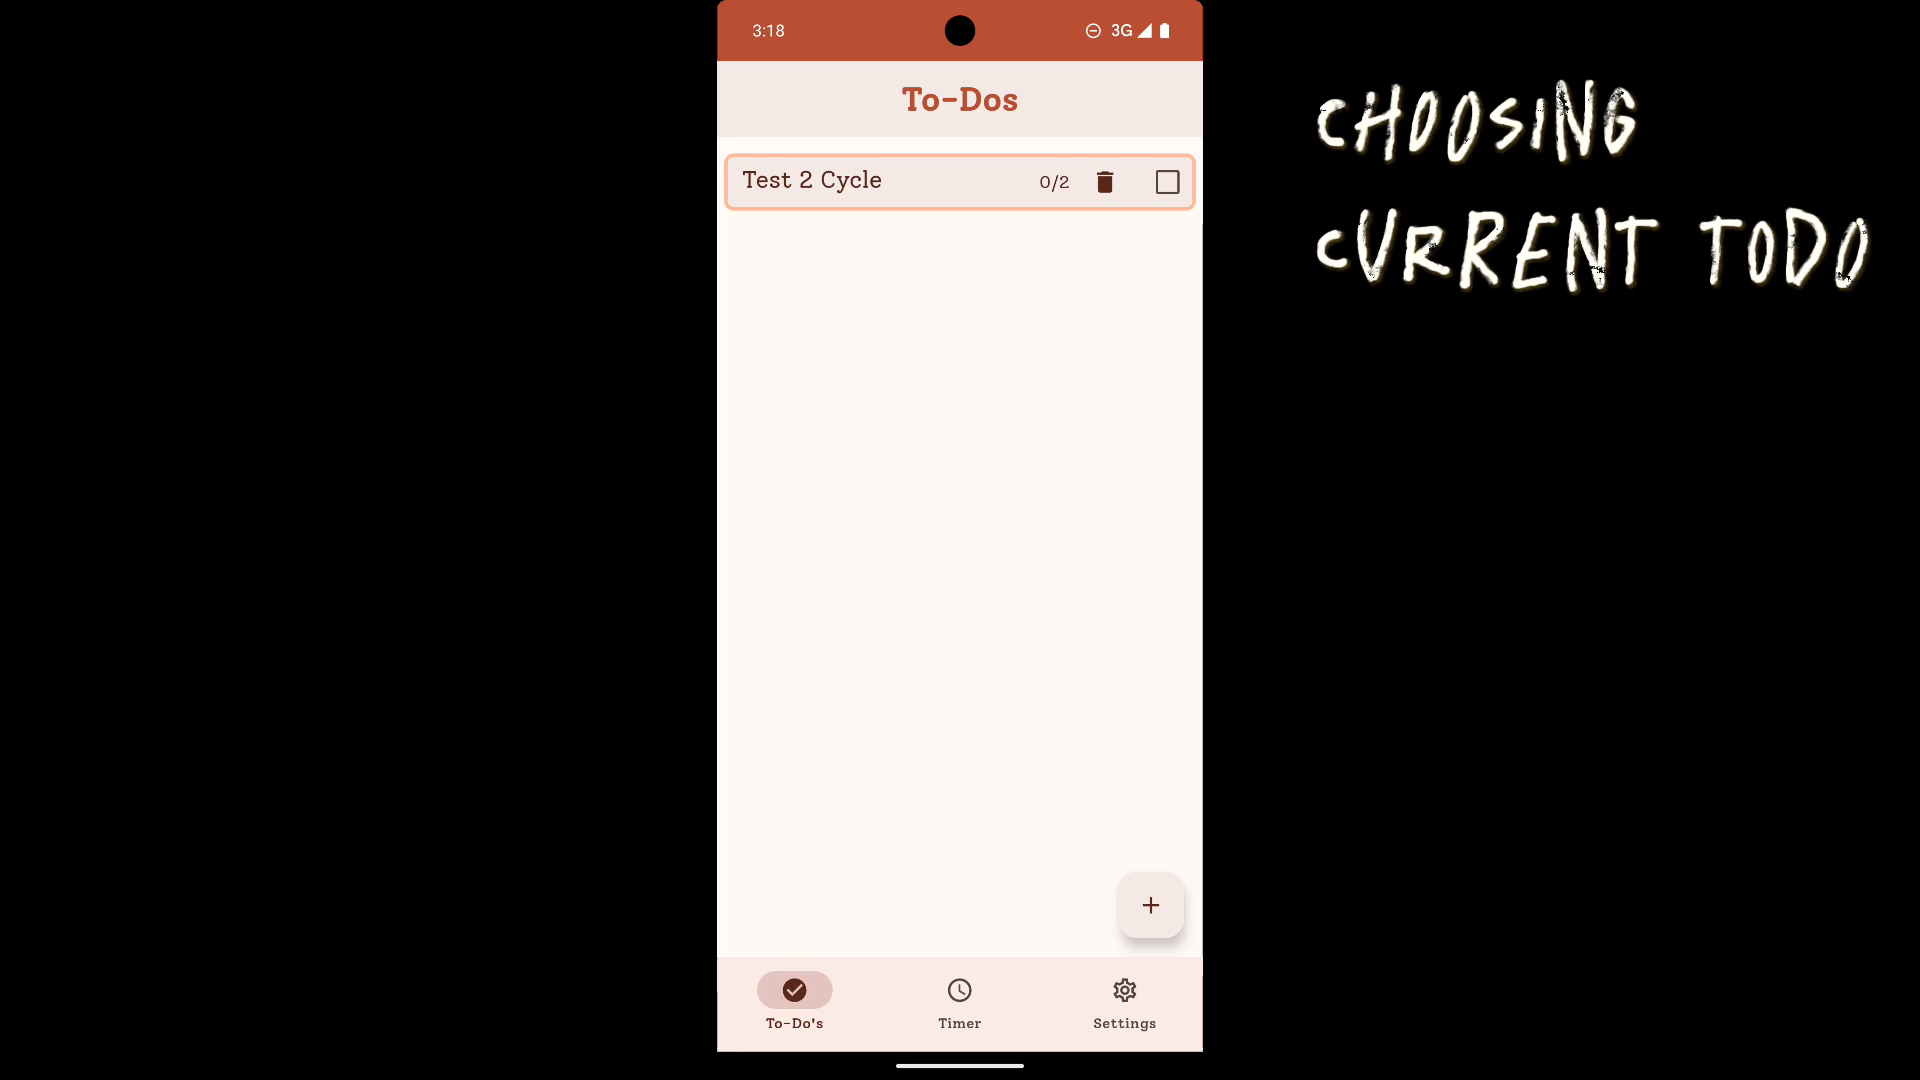 3:18
3G
To-Dos
Test 2 Cycle 0/2
To-Do's Timer Settings
CHOOSING
CURRENT TODO